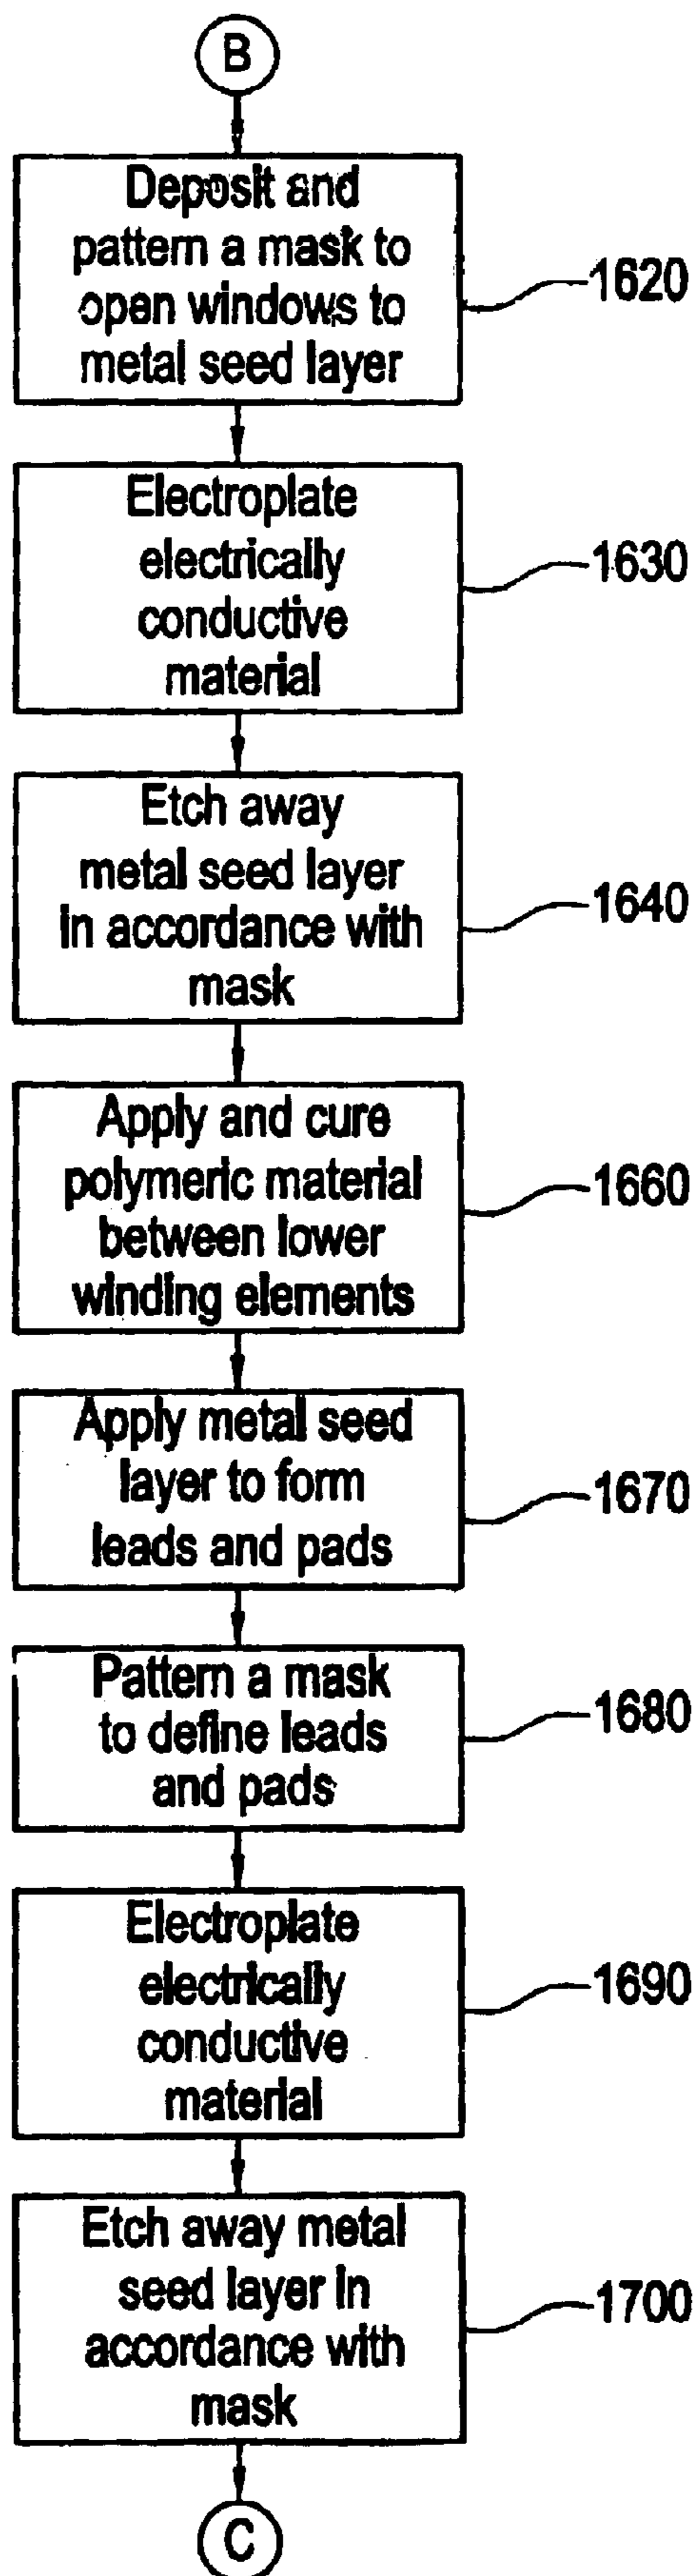 B
Deposit and
pattern a mask to
open windows to
metal seed layer
1620
Electroplate
electrically
conductive
material
1630
Etch away
metal seed layer
in accordance with
mask
1640
Apply and cure
polymeric material
between lower
winding elements
1660
Apply metal seed
layer to form
leads and pads
1670
Pattern a mask
to define leads
and pads
1680
Electroplate
electrically
conductive
material
1690
Etch away metal
seed layer in
accordance with
mask
1700
C